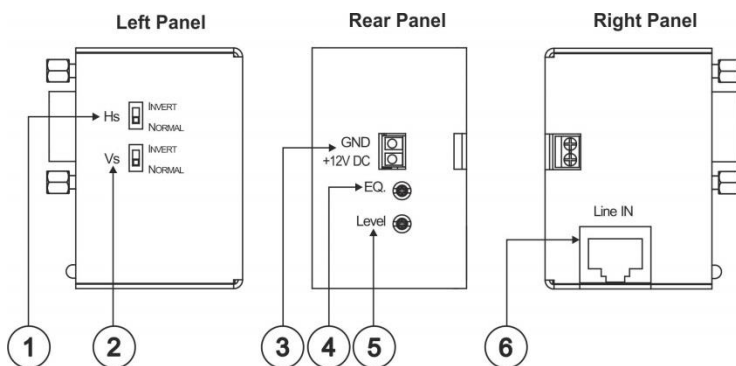 Left Panel
Rear Panel
Right Panel
Hs
INVERT
NORMAL
Vs
INVERT
NORMAL
GND
+12V DC
EQ.
Level
Line IN
1
2
3
4
5
6